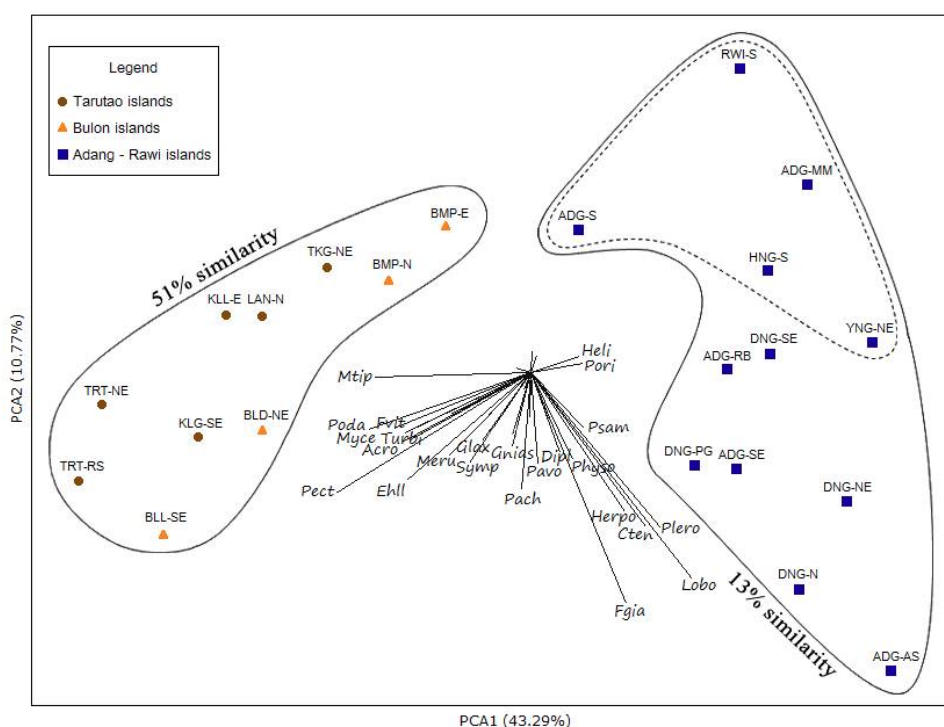 Legend
Tarutao islands
Bulon islands
Adang - Rawi islands
RWI-S
ADG-MM
ADG-S
BMP-E
TKG-NE
BMP-N
HNG-S
51% similarity
KLL-E
LAN-N
YNG-NE
DNG-SE
ADG-RB
PCA2 (10.77%)
Heli
Pori
Mtip
TRT-NE
KLG-SE
BLD-NE
Poda
Fvit
Psam
Myce
Turbi
Acro
Glax
Gnias
Meru
Symp
Dipl
Pavo
Physo
DNG-PG
ADG-SE
TRT-RS
Pect
Ehll
Pach
DNG-NE
BLL-SE
Herpo
Cten
Plero
Lobo
Fgia
DNG-N
13% similarity
ADG-AS
PCA1 (43.29%)